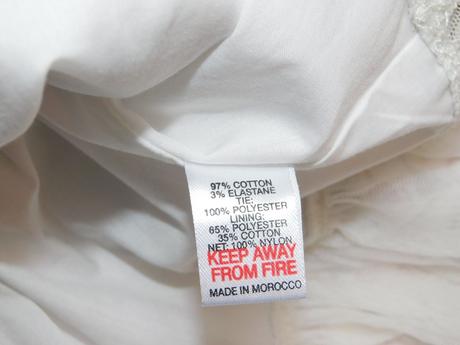 97% COTTON
3% ELASTANE
TIE:
100% POLYESTER
LINING:
65% POLYESTER
35% COTTON
NET: 100% NYLON
KEEP AWAY
FROM FIRE
MADE IN MOROCCO